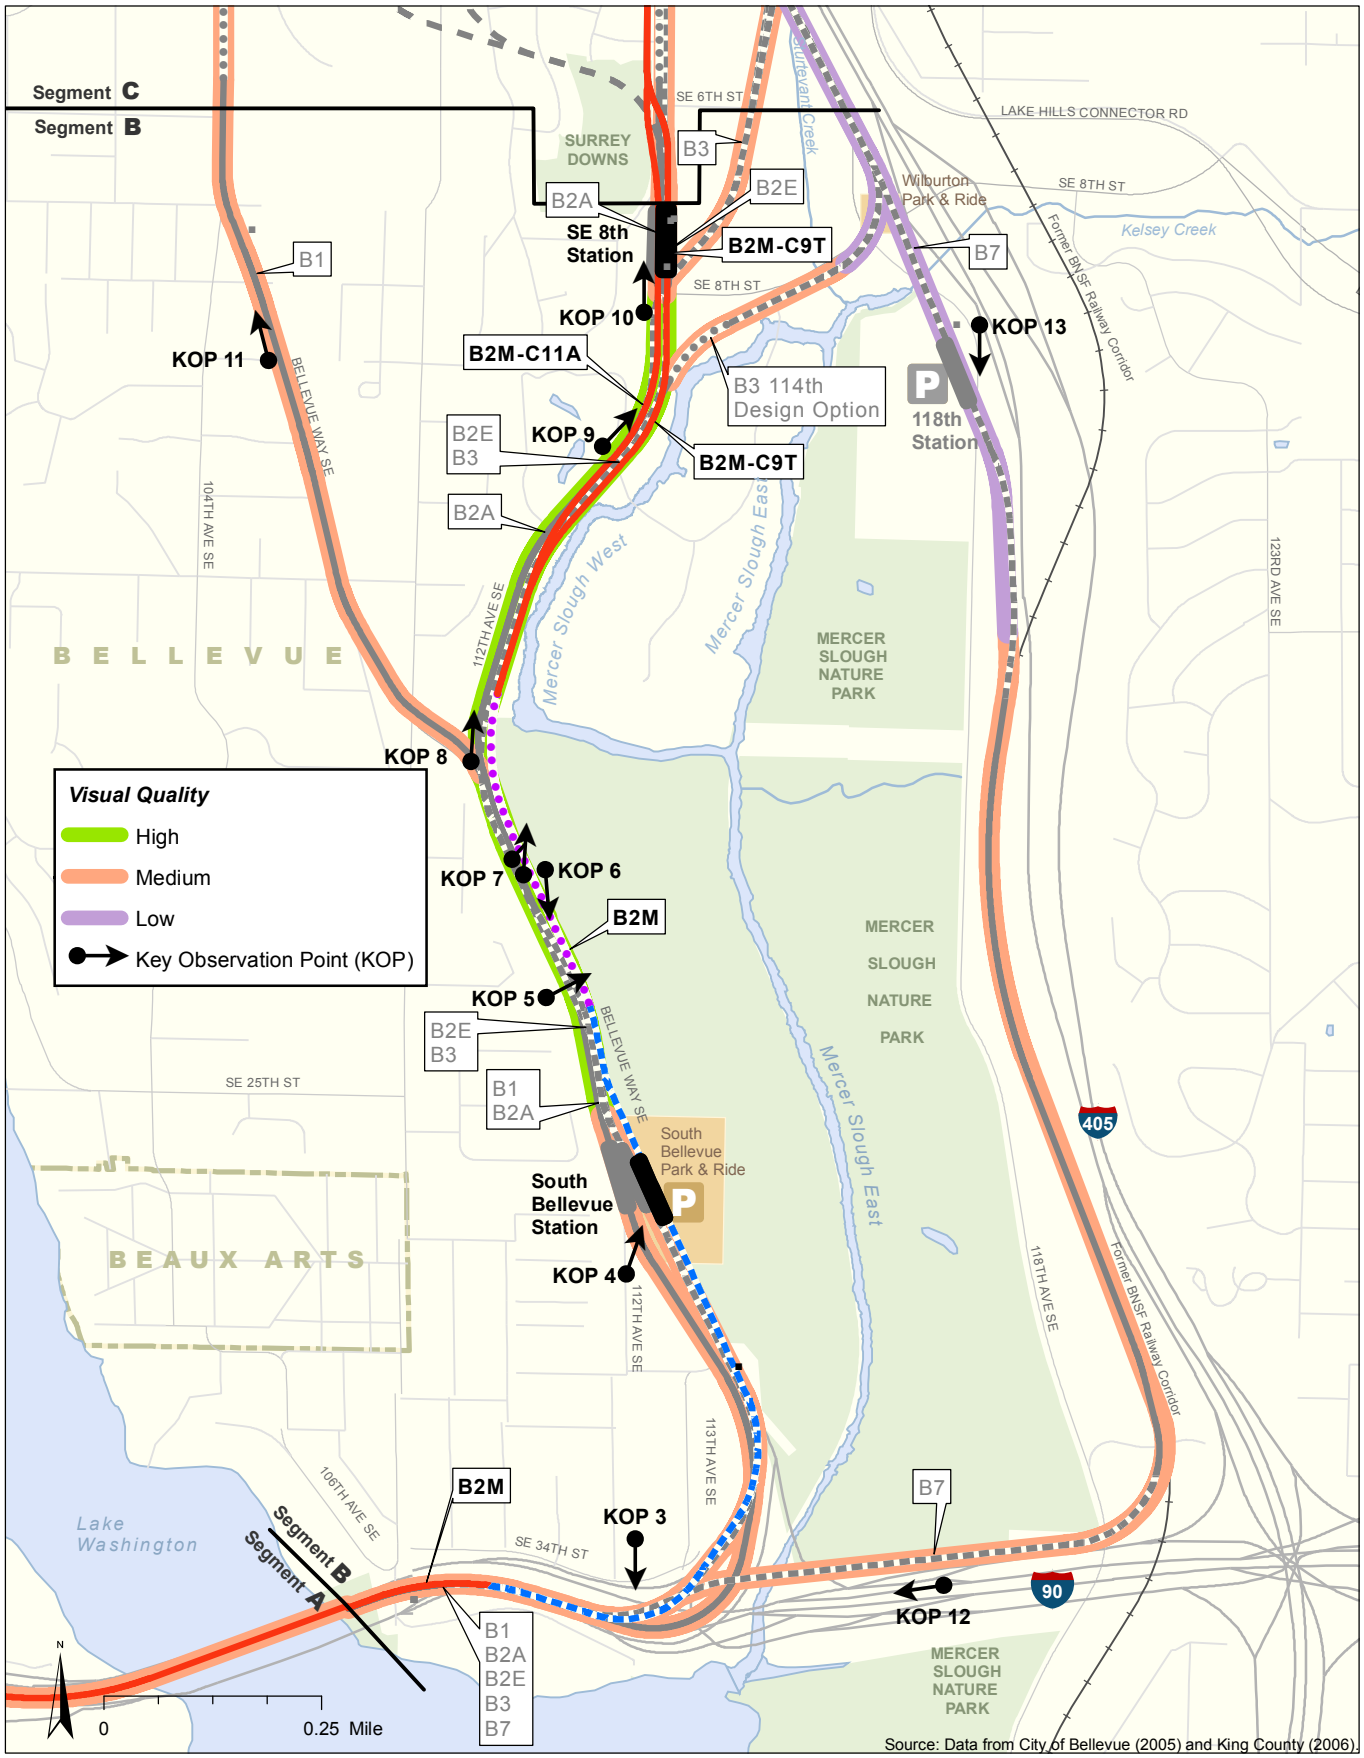 Segment C
Segment B
SE 6TH ST
LAKE HILLS CONNECTOR RD
Sturtevant Creek
SURREY
DOWNS
B3
B2A
B2E
Wilburton
Park & Ride
SE 8TH ST
Kelsey Creek
SE 8th
Station
B2M-C9T
B7
B1
SE 8TH ST
Former BNSF Railway Corridor
KOP 10
KOP 13
KOP 11
BELLEVUE WAY SE
B2M-C11A
B3 114th
Design Option
P
118th
Station
B2E
B3
KOP 9
B2M-C9T
104TH AVE SE
B2A
Mercer Slough West
Mercer Slough East
123RD AVE SE
112TH AVE SE
BELLEVUE
MERCER
SLOUGH
NATURE
PARK
KOP 8
Visual Quality
High
Medium
Low
Key Observation Point (KOP)
KOP 7
KOP 6
B2M
MERCER
SLOUGH
NATURE
PARK
KOP 5
B2E
B3
BELLEVUE WAY SE
Mercer Slough East
SE 25TH ST
B1
B2A
405
South
Bellevue
Park & Ride
P
South
Bellevue
Station
BEAUX ARTS
KOP 4
112TH AVE SE
118TH AVE SE
Former BNSF Railway Corridor
113TH AVE SE
106TH AVE SE
B2M
B7
KOP 3
Lake
Washington
Segment B
Segment A
SE 34TH ST
90
KOP 12
B1
B2A
B2E
B3
B7
MERCER
SLOUGH
NATURE
PARK
N
0
0.25 Mile
Source: Data from City of Bellevue (2005) and King County (2006).